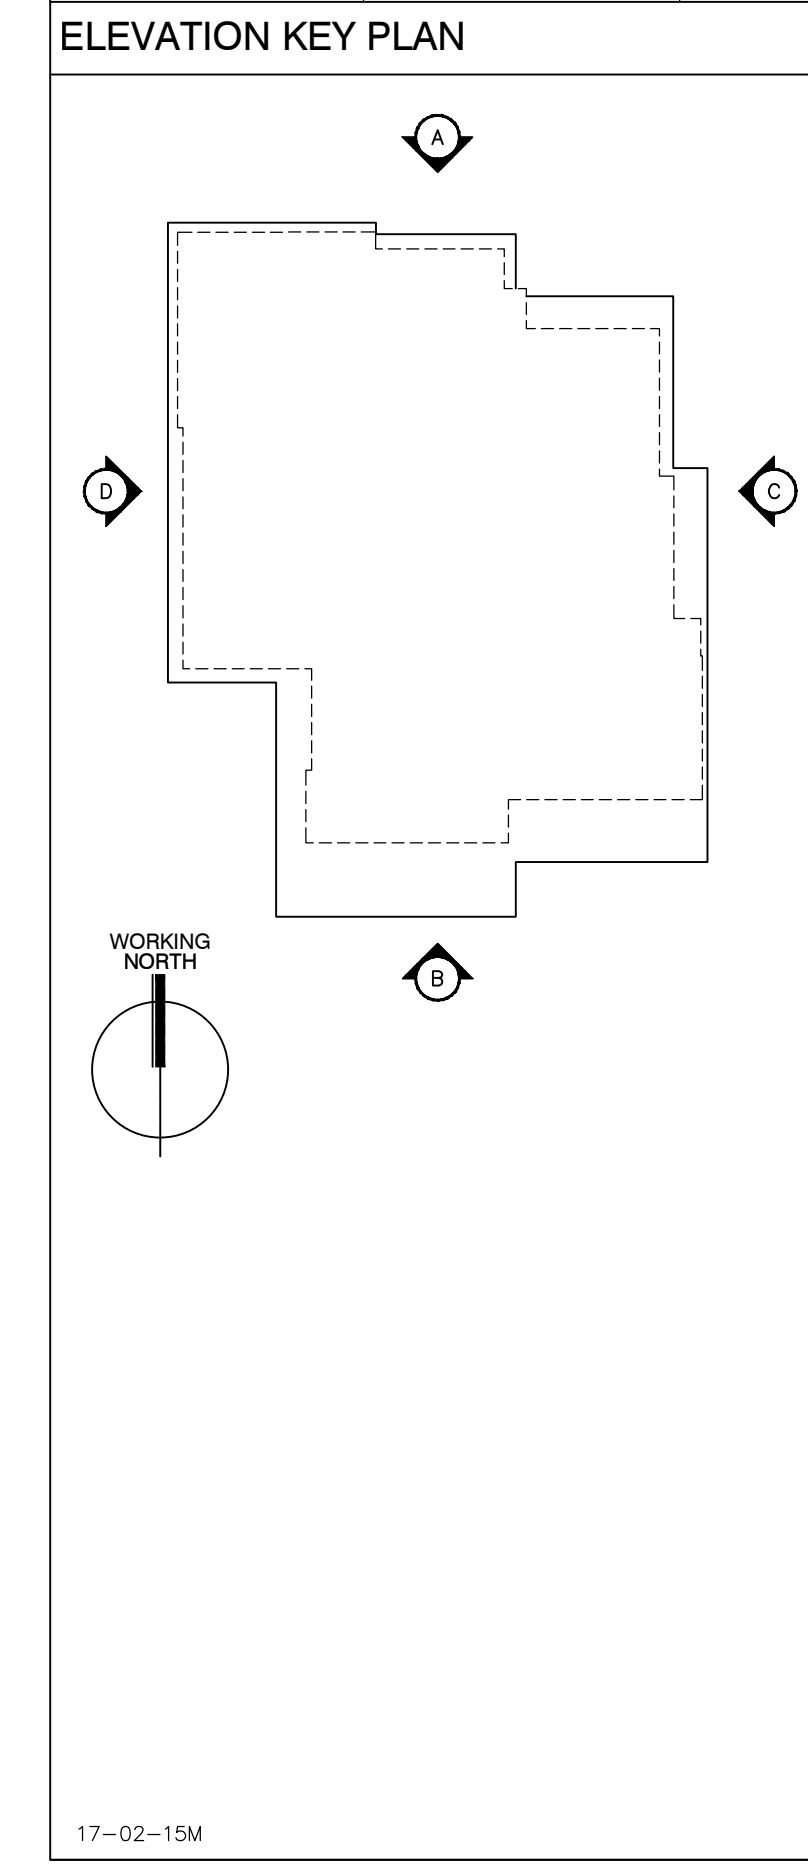 ELEVATION KEY PLAN
A
D
C
WORKING
NORTH
B
17-02-15M